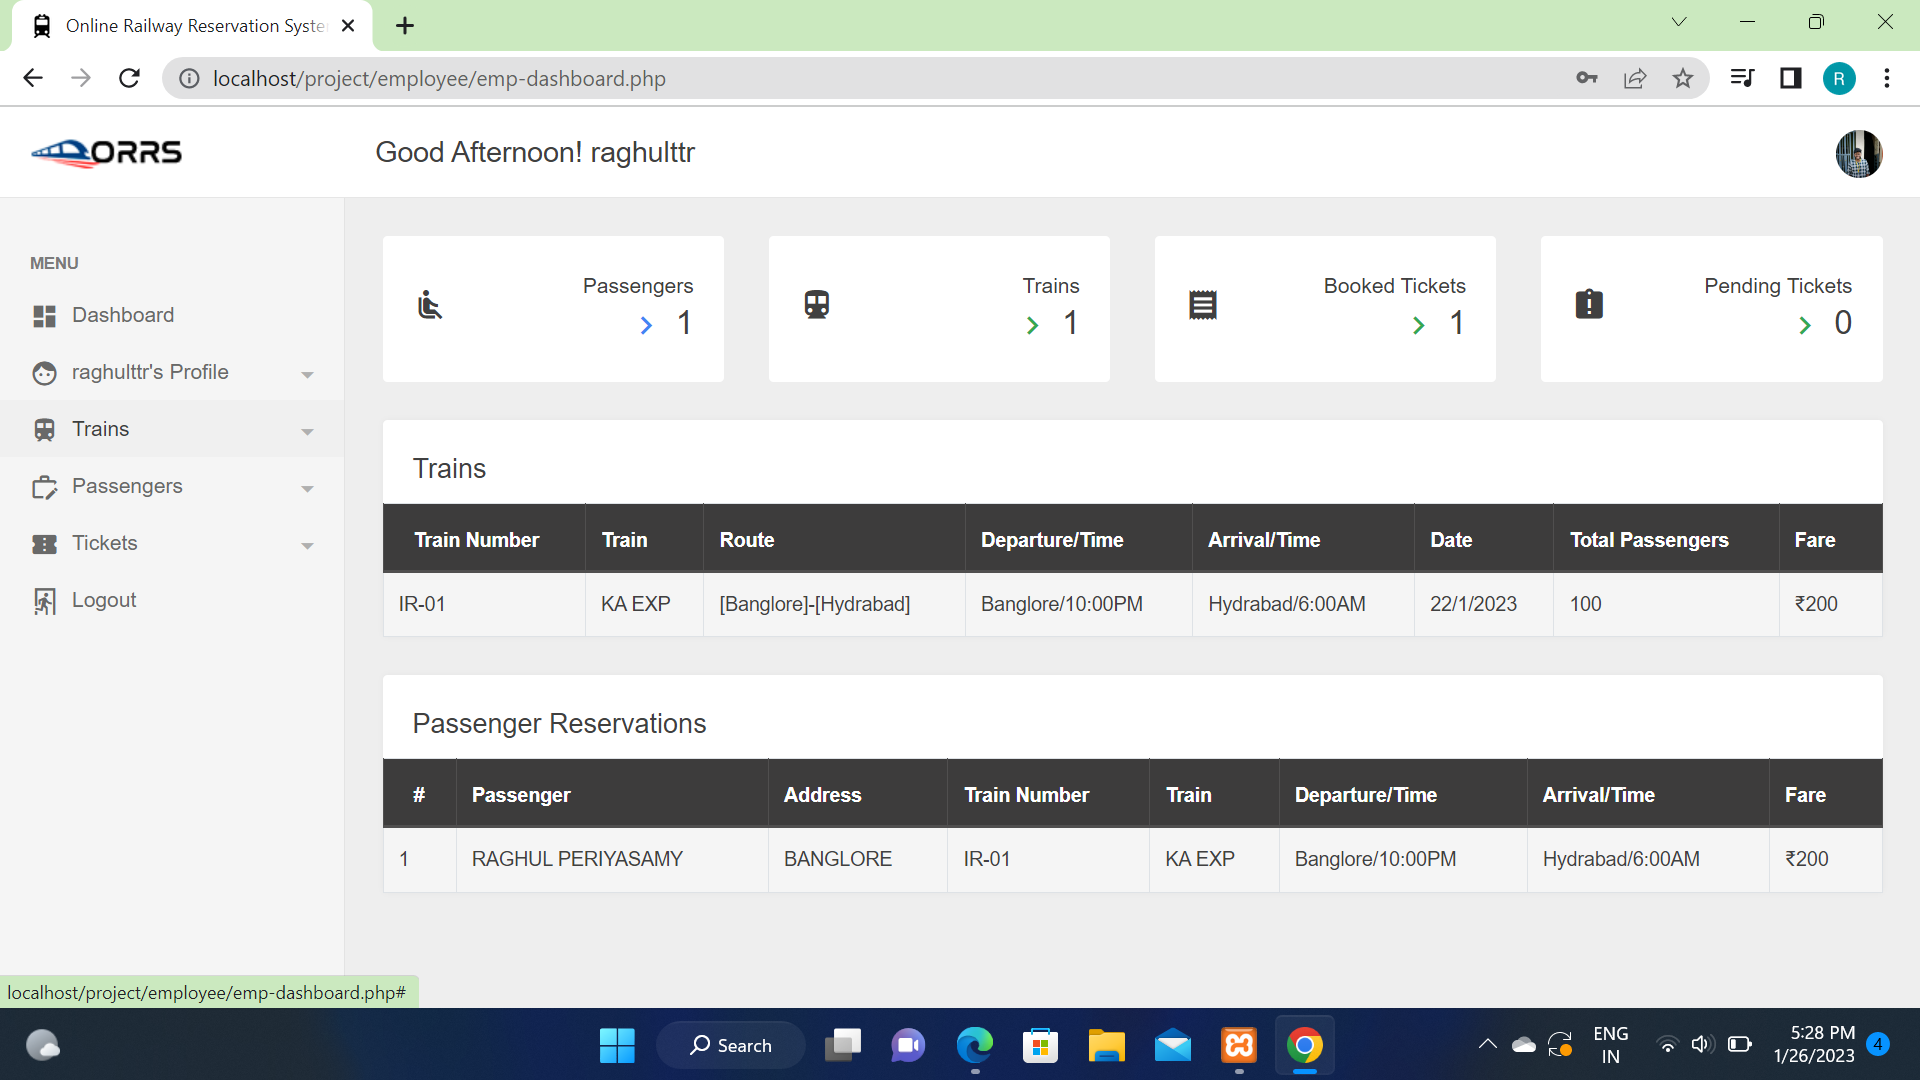 Online Railway Reservation Syste
localhost/project/employee/emp-dashboard.php
R
ORRS
Good Afternoon! raghulttr
MENU
Dashboard
raghulttr's Profile
Trains
Passengers
Tickets
Logout
Passengers
1
Trains
1
Booked Tickets
1
Pending Tickets
0
Trains
Train Number Train Route Departure/Time Arrival/Time Date Total Passengers Fare
IR-01 KA EXP [Banglore]-[Hydrabad] Banglore/10:00PM Hydrabad/6:00AM 22/1/2023 100 ₹200
Passenger Reservations
# Passenger Address Train Number Train Departure/Time Arrival/Time Fare
1 RAGHUL PERIYASAMY BANGLORE IR-01 KA EXP Banglore/10:00PM Hydrabad/6:00AM ₹200
localhost/project/employee/emp-dashboard.php#
Search
ENG
IN
5:28 PM
1/26/2023
4